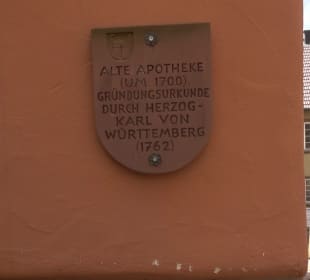 ALTE APOTHEKE
(UM 1700)
GRÜNDUNGSURKUNDE
DURCH HERZOG-
KARL VON
WÜRTTEMBERG
(1762)